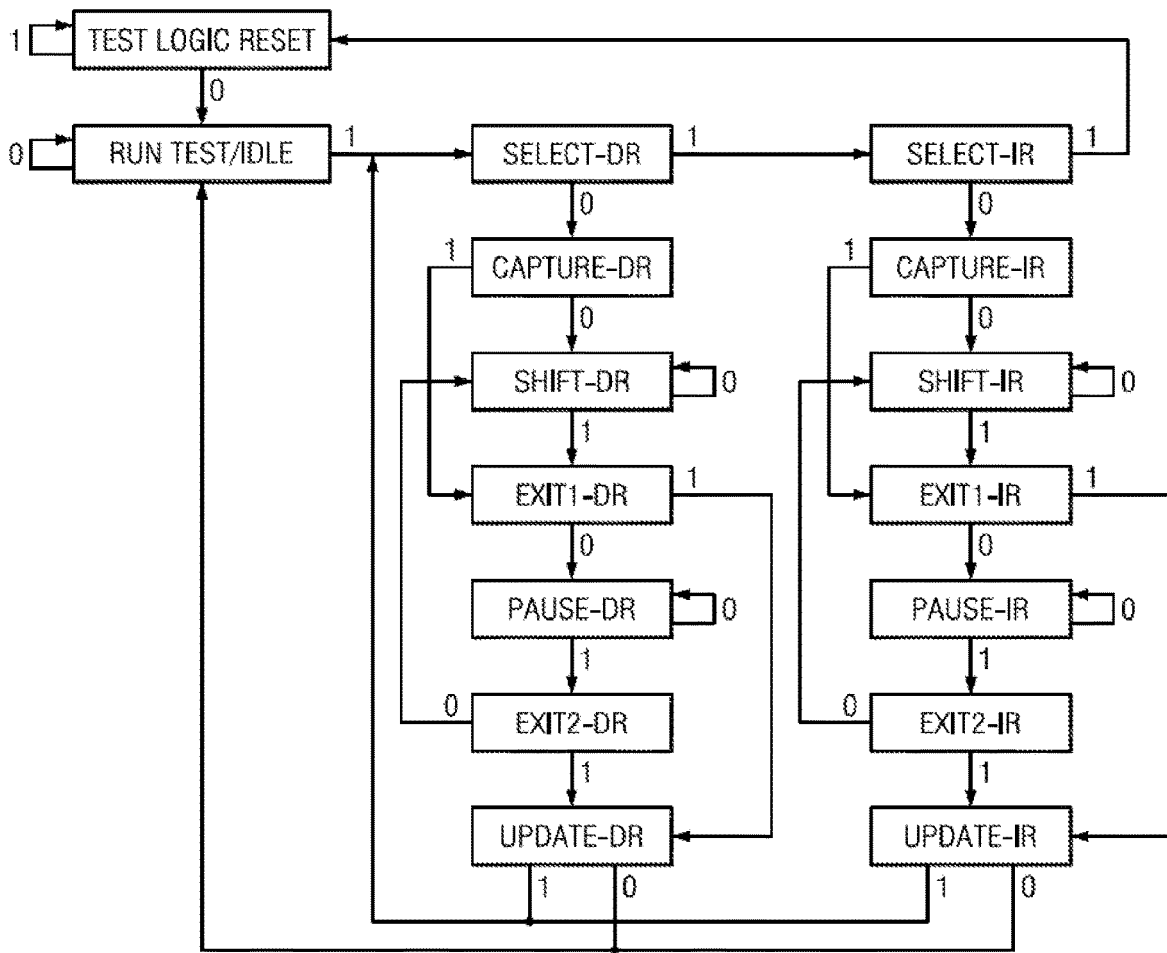 1 TEST LOGIC RESET
0
0 RUN TEST/IDLE 1 SELECT-DR 1 SELECT-IR 1
0 0
1 CAPTURE-DR 1 CAPTURE-IR
0 0
SHIFT-DR 0 SHIFT-IR 0
1 1
EXIT1-DR 1 EXIT1-IR 1
0 0
PAUSE-DR 0 PAUSE-IR 0
1 1
0 EXIT2-DR 0 EXIT2-IR
1 1
UPDATE-DR UPDATE-IR
1 0 1 0